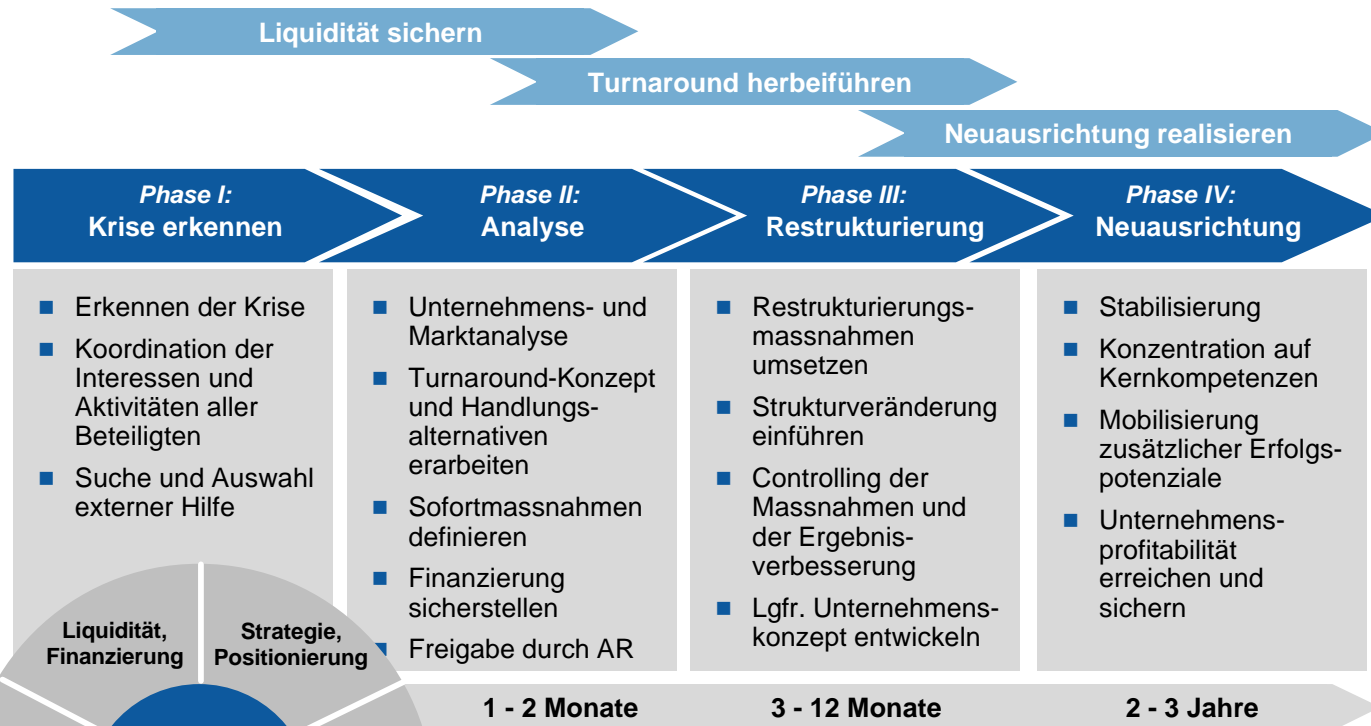 Liquidität sichern
Turnaround herbeiführen
Neuausrichtung realisieren
Phase I:
Krise erkennen
Phase II:
Analyse
Phase III:
Restrukturierung
Phase IV:
Neuausrichtung
Erkennen der Krise
Koordination der
Interessen und
Aktivitäten aller
Beteiligten
Suche und Auswahl
externer Hilfe
Unternehmens- und
Marktanalyse
Turnaround-Konzept
und Handlungs-
alternativen
erarbeiten
Sofortmassnahmen
definieren
Finanzierung
sicherstellen
Freigabe durch AR
Restrukturierungs-
massnahmen
umsetzen
Strukturveränderung
einführen
Controlling der
Massnahmen und
der Ergebnis-
verbesserung
Lgfr. Unternehmens-
konzept entwickeln
Stabilisierung
Konzentration auf
Kernkompetenzen
Mobilisierung
zusätzlicher Erfolgs-
potenziale
Unternehmens-
profitabilität
erreichen und
sichern
Liquidität,
Finanzierung
Strategie,
Positionierung
1 - 2 Monate
3 - 12 Monate
2 - 3 Jahre